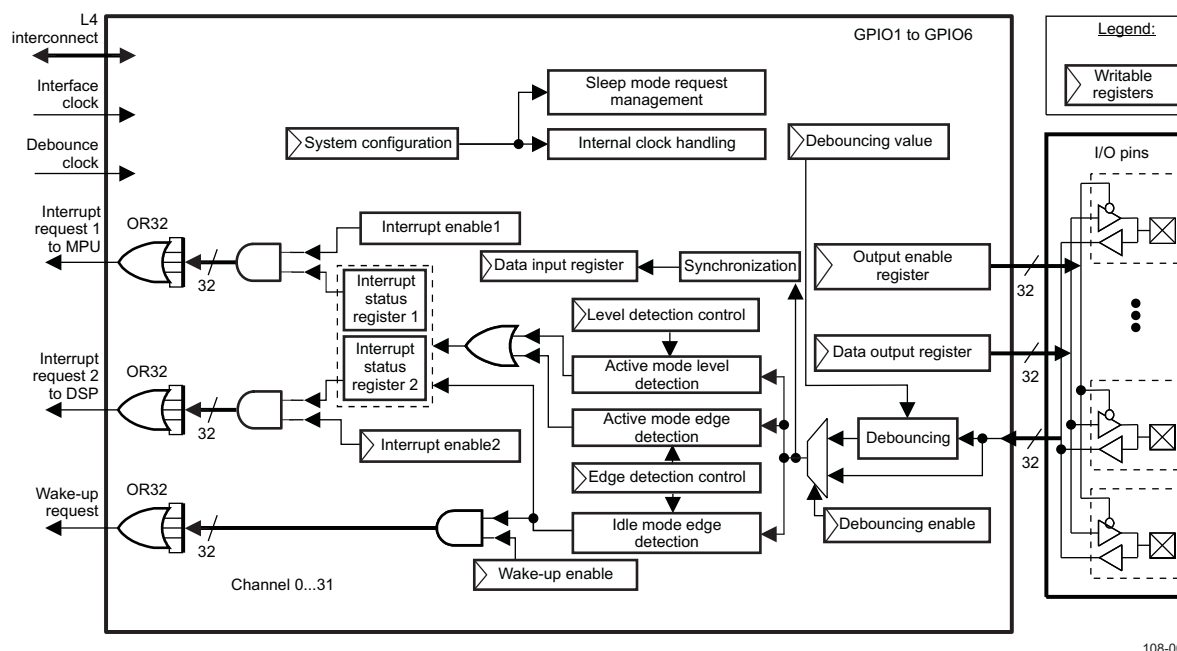 L4
interconnect
GPIO1 to GPIO6
Legend:
Writable
registers
Interface
clock
Sleep mode request
management
System configuration
Internal clock handling
Debouncing value
Debounce
clock
I/O pins
Interrupt
request 1
to MPU
OR32
32
Interrupt enable1
Interrupt
status
register 1
Data input register
Synchronization
Output enable
register
32
Level detection control
Interrupt
status
register 2
Active mode level
detection
Data output register
32
Interrupt
request 2
to DSP
OR32
32
Interrupt enable2
Active mode edge
detection
Debouncing
32
Edge detection control
Wake-up
request
OR32
32
Idle mode edge
detection
Debouncing enable
Wake-up enable
Channel 0...31